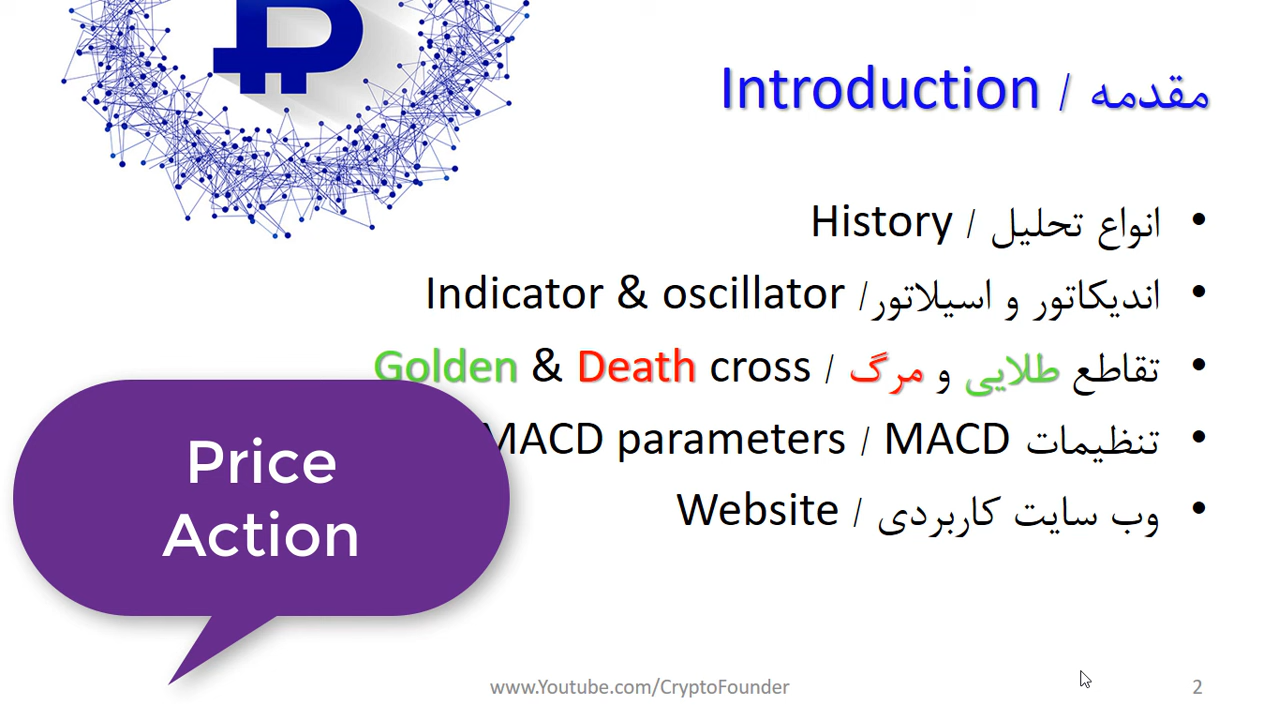 مقدمه / Introduction
انواع تحلیل / History
اندیکاتور و اسیلاتور/ Indicator & oscillator
تقاطع طلایی و مرگ / Golden & Death cross
تنظیمات MACD / MACD parameters
وب سایت کاربردی / Website
Price
Action
www.Youtube.com/CryptoFounder
2